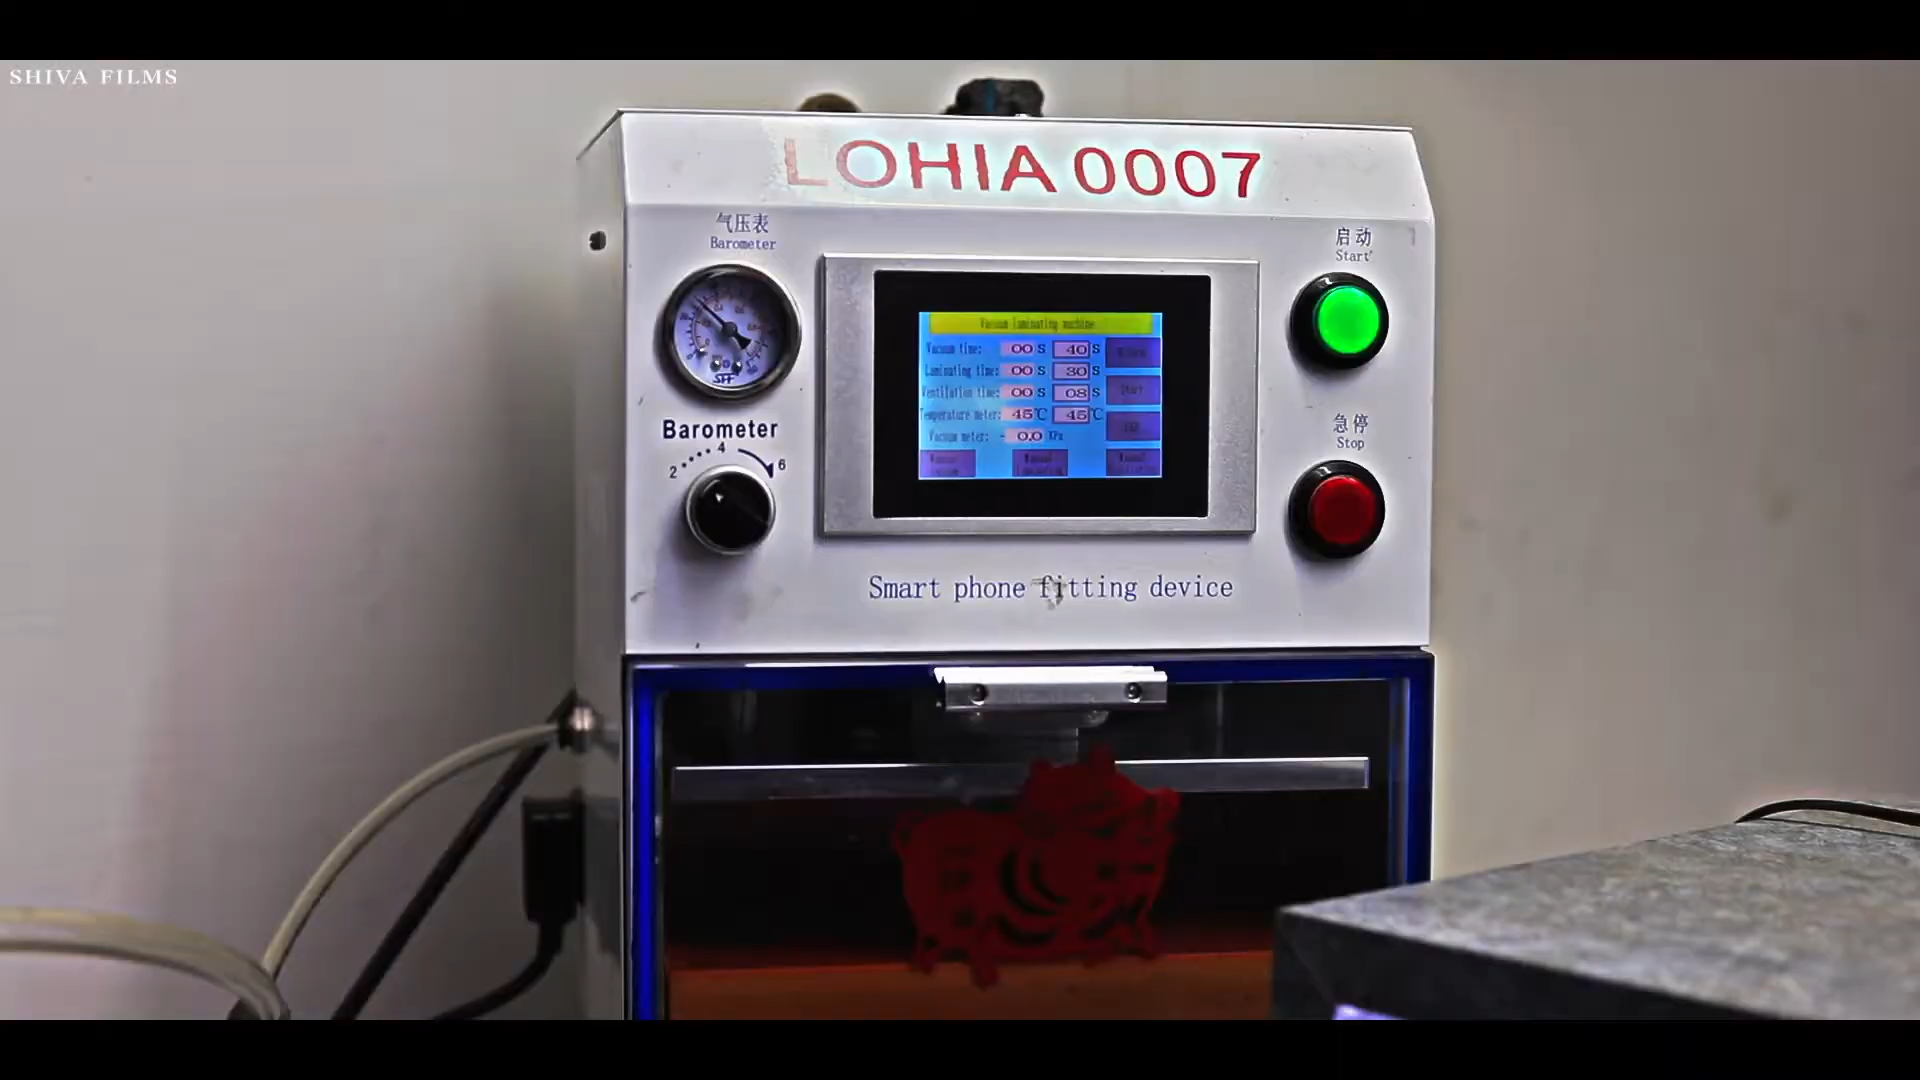 SHIVA FILMS
LOHIA 0007
气压表
Barometer
启动
Start
Vacuum laminating machine
Vacuum time: 00 S 40 S
Laminating time: 00 S 30 S
Ventilation time: 00 S 08 S
Start
Temperature meter: 45℃ 45℃
Vacuum meter: - 0.0 KPa
急停
Stop
Barometer
2 4 6
Smart phone fitting device